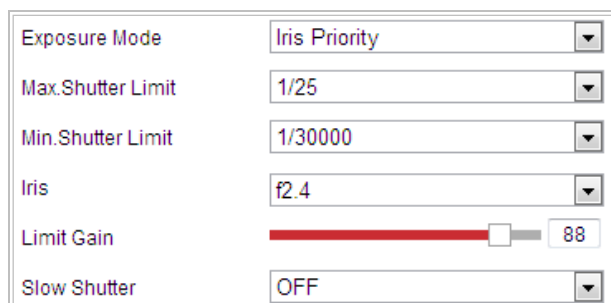 Exposure Mode Iris Priority
Max.Shutter Limit 1/25
Min.Shutter Limit 1/30000
Iris f2.4
Limit Gain 88
Slow Shutter OFF